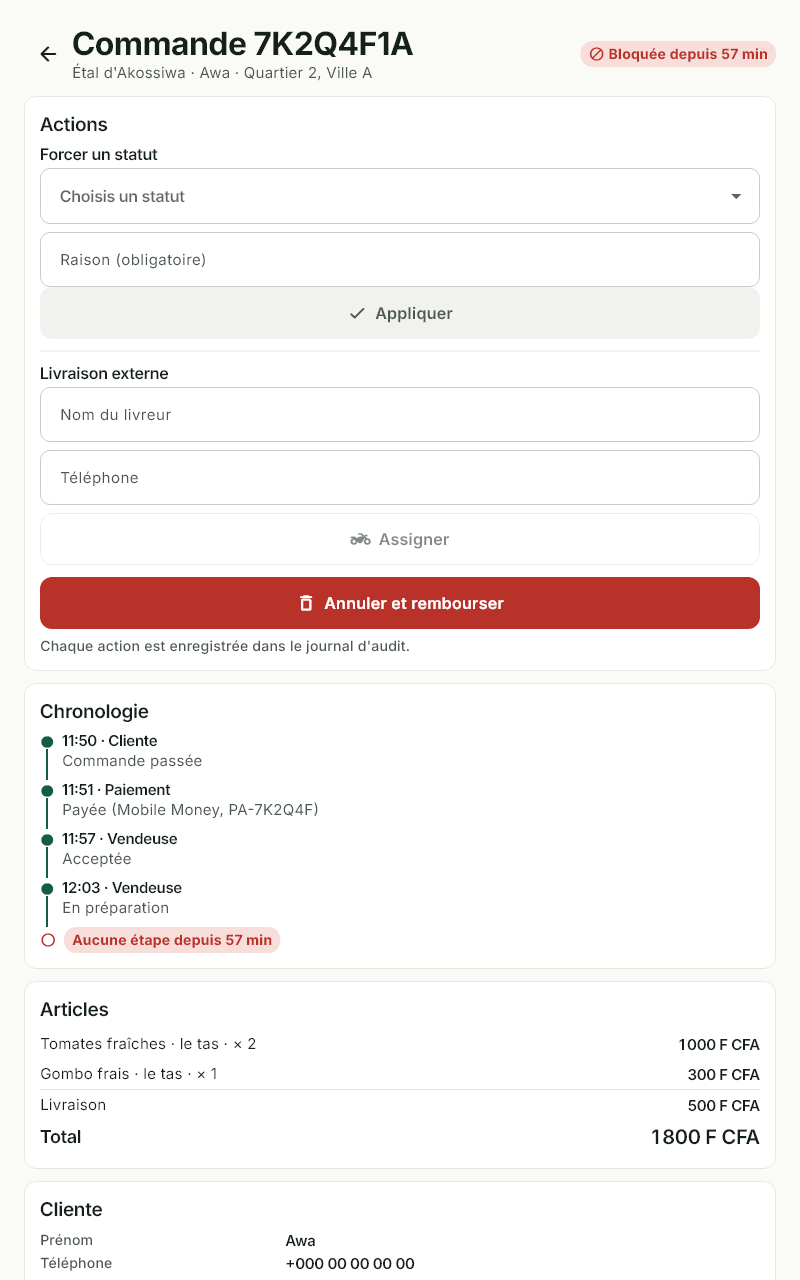 Commande 7K2Q4F1A
Étal d'Akossiwa · Awa · Quartier 2, Ville A
Bloquée depuis 57 min
Actions
Forcer un statut
Choisis un statut
Raison (obligatoire)
Appliquer
Livraison externe
Nom du livreur
Téléphone
Assigner
Annuler et rembourser
Chaque action est enregistrée dans le journal d'audit.
Chronologie
11:50 · Cliente
Commande passée
11:51 · Paiement
Payée (Mobile Money, PA-7K2Q4F)
11:57 · Vendeuse
Acceptée
12:03 · Vendeuse
En préparation
Aucune étape depuis 57 min
Articles
Tomates fraîches · le tas · × 2 1 000 F CFA
Gombo frais · le tas · × 1 300 F CFA
Livraison 500 F CFA
Total 1 800 F CFA
Cliente
Prénom Awa
Téléphone +000 00 00 00 00